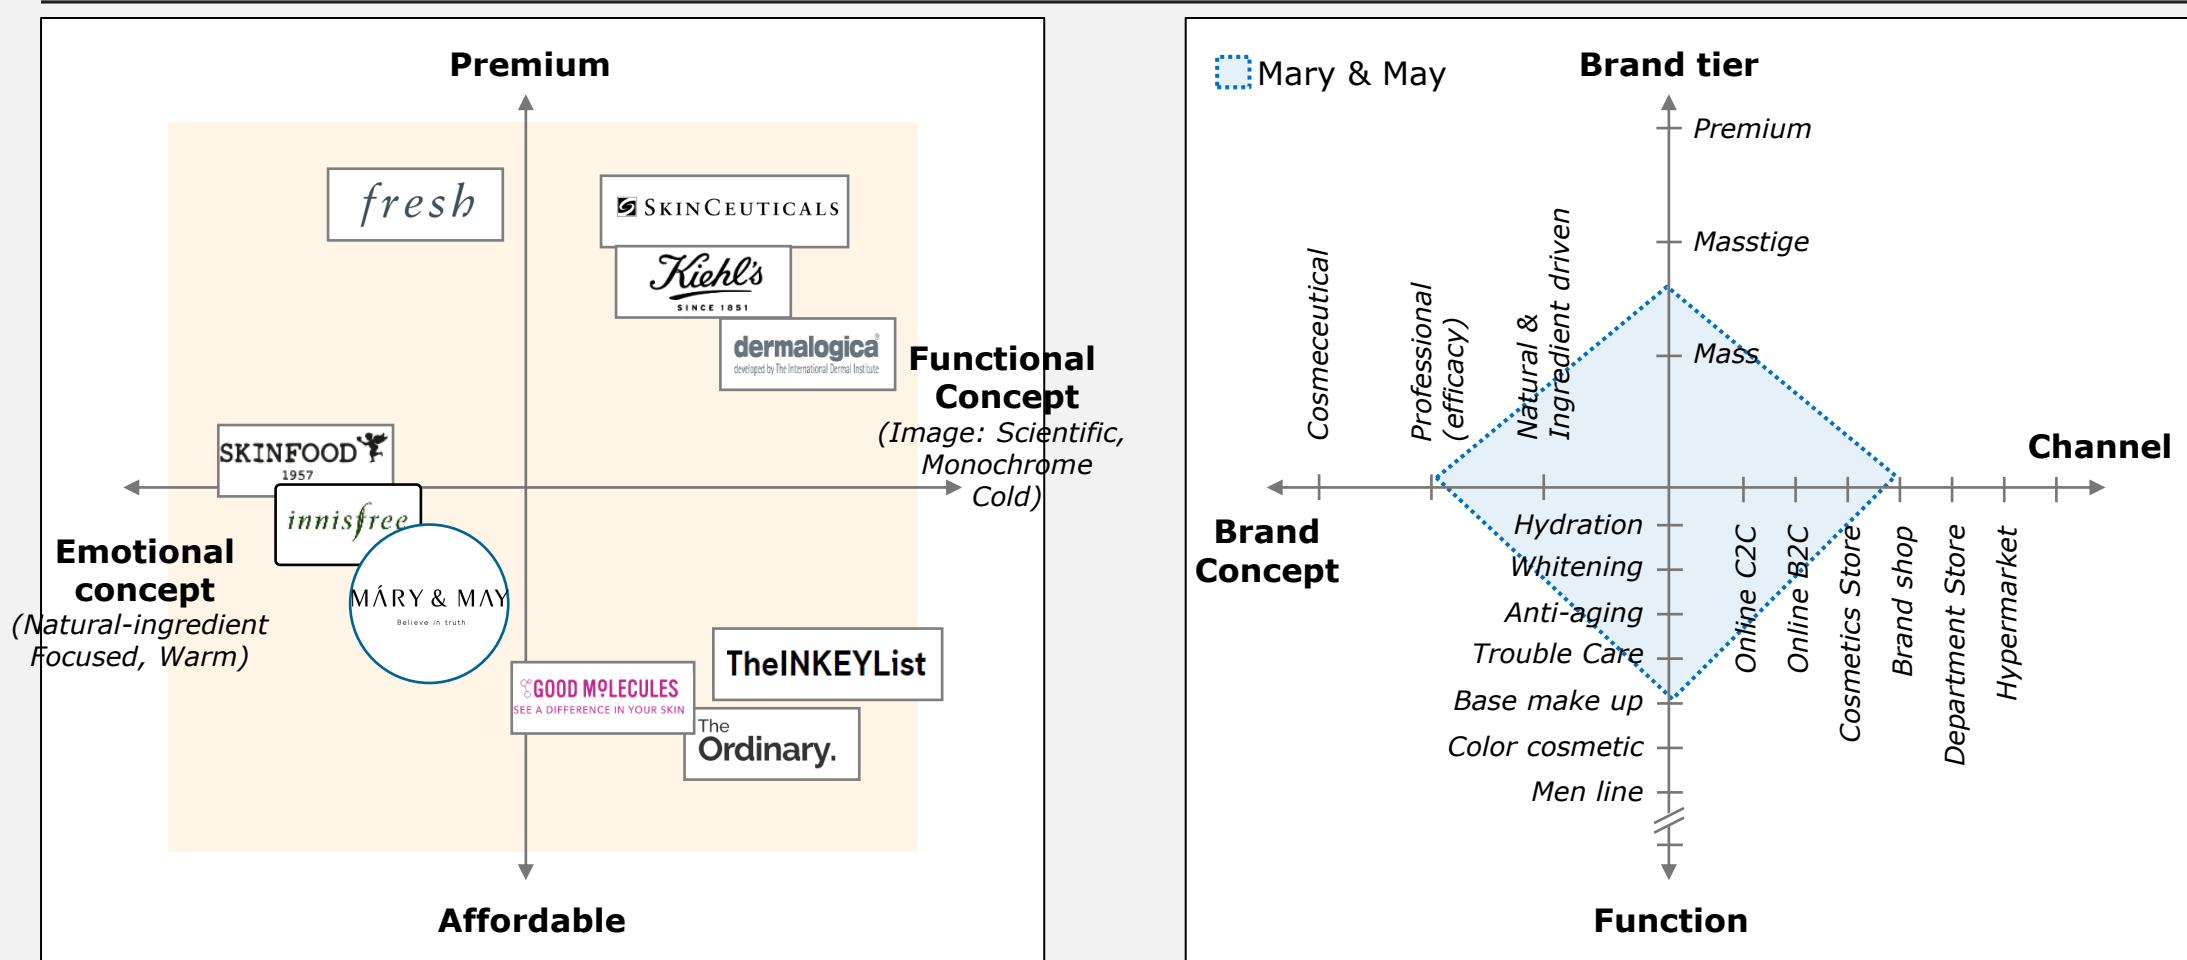 Premium
fresh
SKINCEUTICALS
Kiehl's
SINCE 1851
dermalogica
developed by The International Dermal Institute
Functional
Concept
(Image: Scientific,
Monochrome
Cold)
SKINFOOD
1957
innisfree
Emotional
concept
(Natural-ingredient
Focused, Warm)
MÁRY & MAY
Believe in truth
TheINKEYList
GOOD MOLECULES
SEE A DIFFERENCE IN YOUR SKIN
The
Ordinary.
Affordable
Mary & May
Brand tier
Premium
Masstige
Mass
Cosmeceutical
Professional
(efficacy)
Natural &
Ingredient driven
Channel
Brand
Concept
Hydration
Whitening
Anti-aging
Trouble Care
Base make up
Color cosmetic
Men line
Online C2C
Online B2C
Cosmetics Store
Brand shop
Department Store
Hypermarket
Function